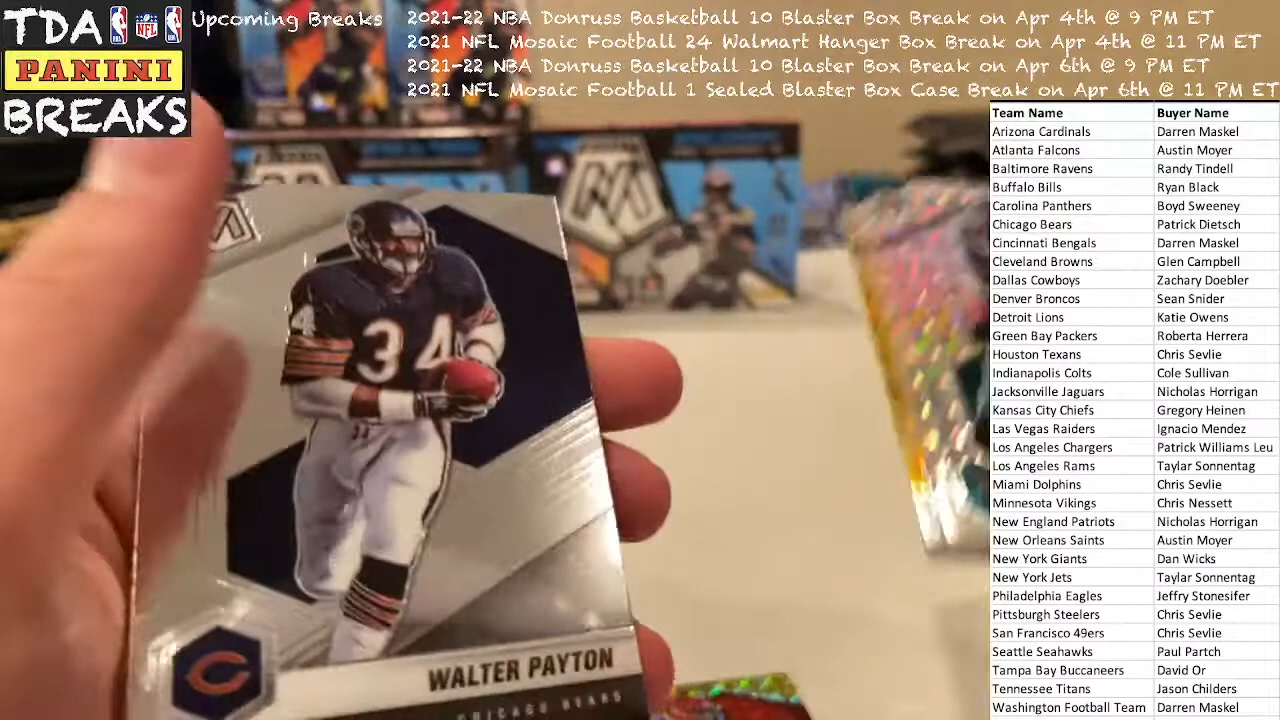 TDA
PANINI
BREAKS
Upcoming Breaks
2021-22 NBA Donruss Basketball 10 Blaster Box Break on Apr 4th @ 9 PM ET
2021 NFL Mosaic Football 24 Walmart Hanger Box Break on Apr 4th @ 11 PM ET
2021-22 NBA Donruss Basketball 10 Blaster Box Break on Apr 6th @ 9 PM ET
2021 NFL Mosaic Football 1 Sealed Blaster Box Case Break on Apr 6th @ 11 PM ET
Team Name Buyer Name
Arizona Cardinals Darren Maskel
Atlanta Falcons Austin Moyer
Baltimore Ravens Randy Tindell
Buffalo Bills Ryan Black
Carolina Panthers Boyd Sweeney
Chicago Bears Patrick Dietsch
Cincinnati Bengals Darren Maskel
Cleveland Browns Glen Campbell
Dallas Cowboys Zachary Doebler
Denver Broncos Sean Snider
Detroit Lions Katie Owens
Green Bay Packers Roberta Herrera
Houston Texans Chris Sevlie
Indianapolis Colts Cole Sullivan
Jacksonville Jaguars Nicholas Horrigan
Kansas City Chiefs Gregory Heinen
Las Vegas Raiders Ignacio Mendez
Los Angeles Chargers Patrick Williams Leu
Los Angeles Rams Taylar Sonnentag
Miami Dolphins Chris Sevlie
Minnesota Vikings Chris Nessett
New England Patriots Nicholas Horrigan
New Orleans Saints Austin Moyer
New York Giants Dan Wicks
New York Jets Taylar Sonnentag
Philadelphia Eagles Jeffry Stonesifer
Pittsburgh Steelers Chris Sevlie
San Francisco 49ers Chris Sevlie
Seattle Seahawks Paul Partch
Tampa Bay Buccaneers David Or
Tennessee Titans Jason Childers
Washington Football Team Darren Maskel
34
4
WALTER PAYTON
CHICAGO BEARS